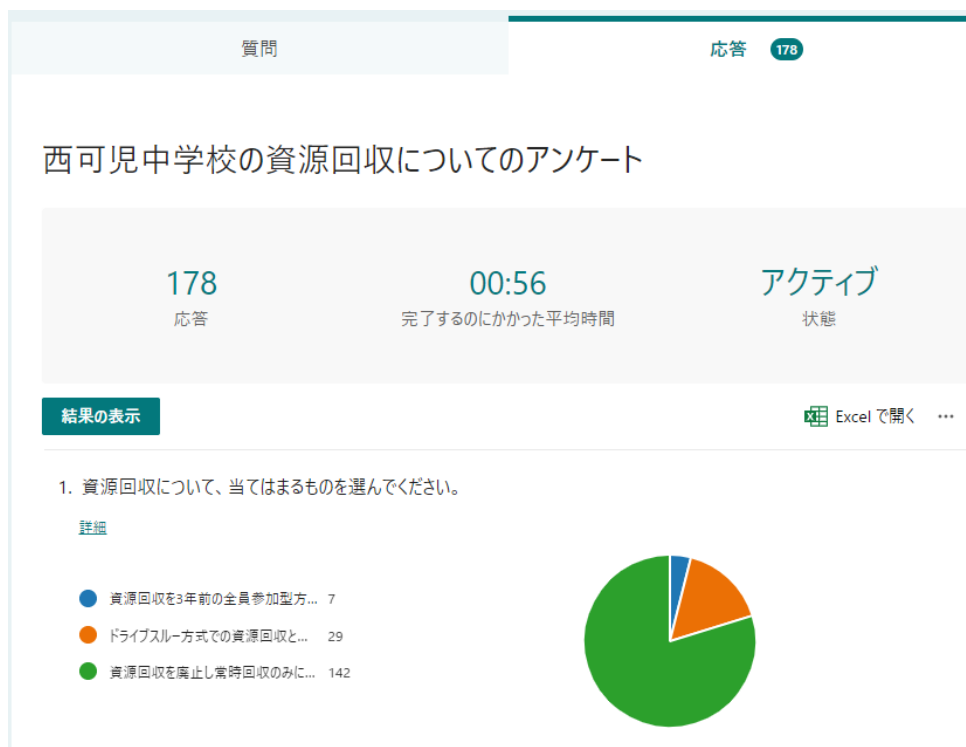 質問
応答 178
西可児中学校の資源回収についてのアンケート
178 00:56 アクティブ
応答 完了するのにかかった平均時間 状態
結果の表示 Excel で開く ...
1. 資源回収について、当てはまるものを選んでください。
詳細
資源回収を3年前の全員参加型方... 7
ドライブスルー方式での資源回収と... 29
資源回収を廃止し常時回収のみに... 142